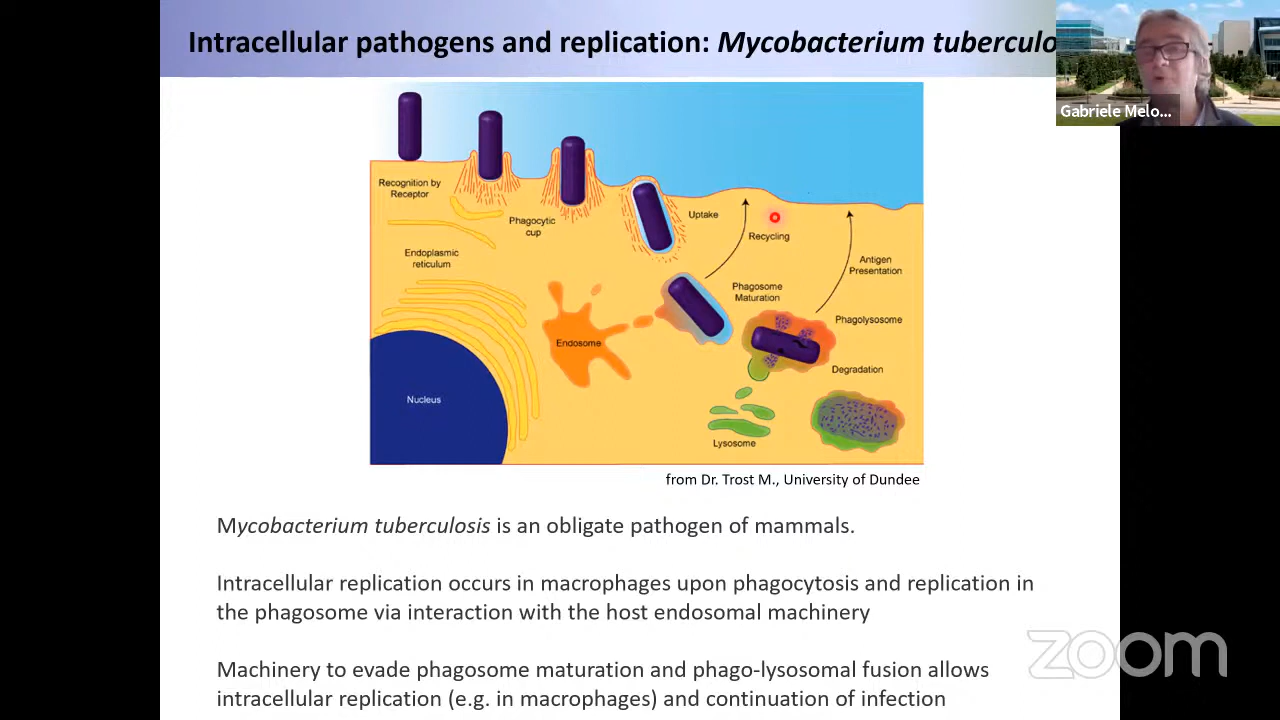 Intracellular pathogens and replication: Mycobacterium tuberculo
Gabriele Melo...
Recognition by
Receptor
Phagocytic
cup
Uptake
Recycling
Endoplasmic
reticulum
Antigen
Presentation
Phagosome
Maturation
Phagolysosome
Endosome
Degradation
Nucleus
Lysosome
from Dr. Trost M., University of Dundee
Mycobacterium tuberculosis is an obligate pathogen of mammals.
Intracellular replication occurs in macrophages upon phagocytosis and replication in
the phagosome via interaction with the host endosomal machinery
Machinery to evade phagosome maturation and phago-lysosomal fusion allows
intracellular replication (e.g. in macrophages) and continuation of infection
zoom